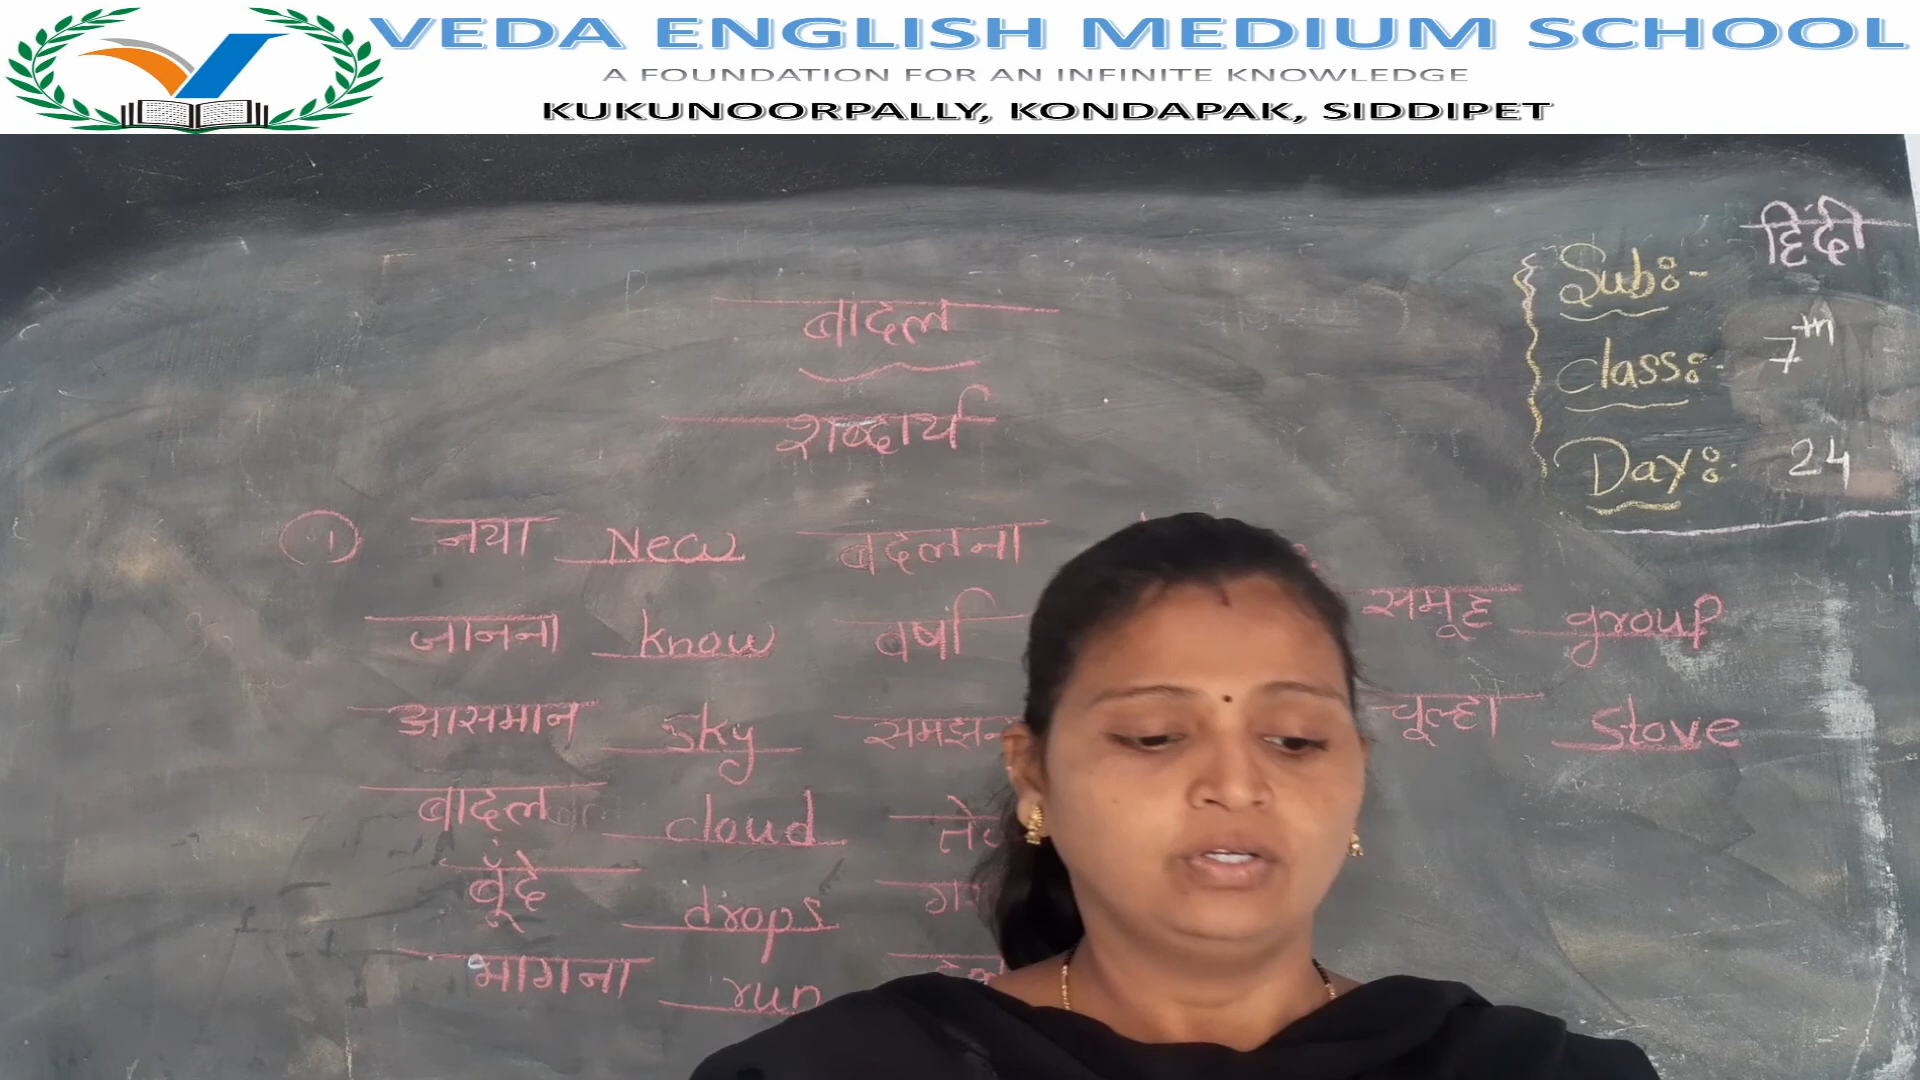 VEDA ENGLISH MEDIUM SCHOOL
A FOUNDATION FOR AN INFINITE KNOWLEDGE
KUKUNOORPALLY, KONDAPAK, SIDDIPET
Sub:- हिंदी
class:- 7th
Day:- 24
बादल
शब्दार्थ
1 नया New बदलना
जानना know वर्षा समूह group
आसमान sky चूल्हा Stove
बादल cloud
बूँदे drops
भागना run